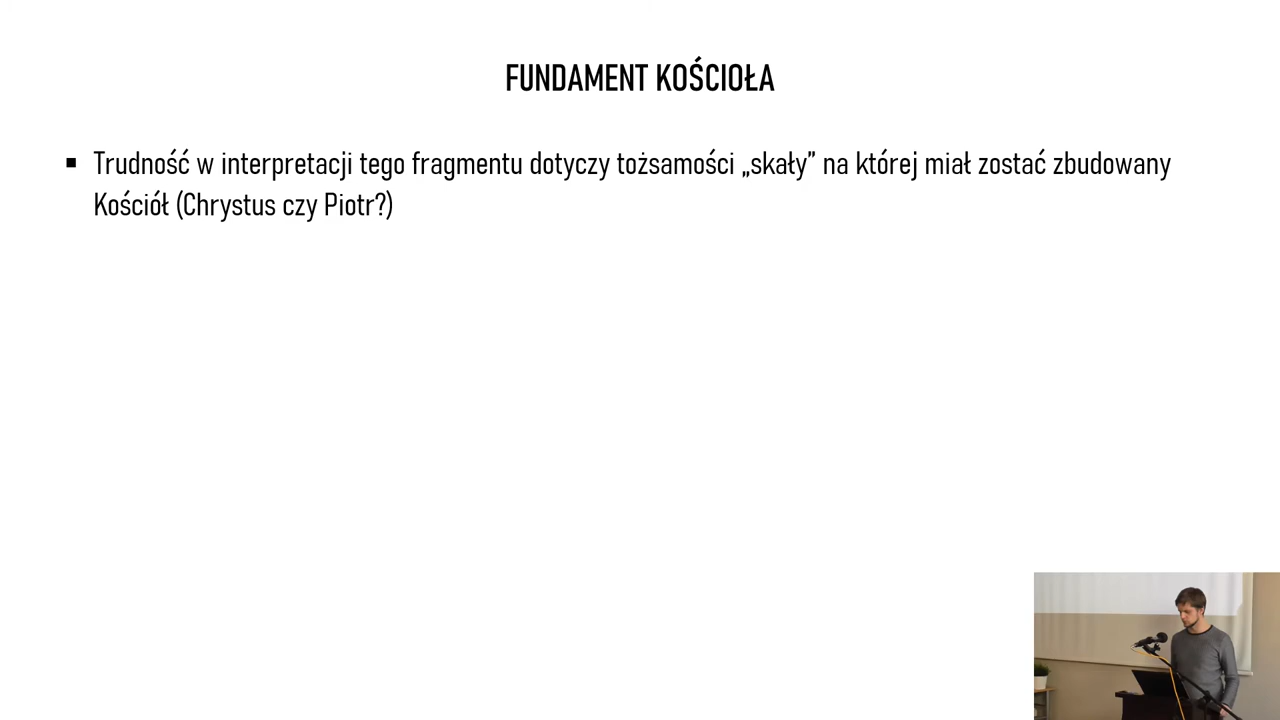 FUNDAMENT KOŚCIOŁA
▪ Trudność w interpretacji tego fragmentu dotyczy tożsamości „skały” na której miał zostać zbudowany
Kościół (Chrystus czy Piotr?)